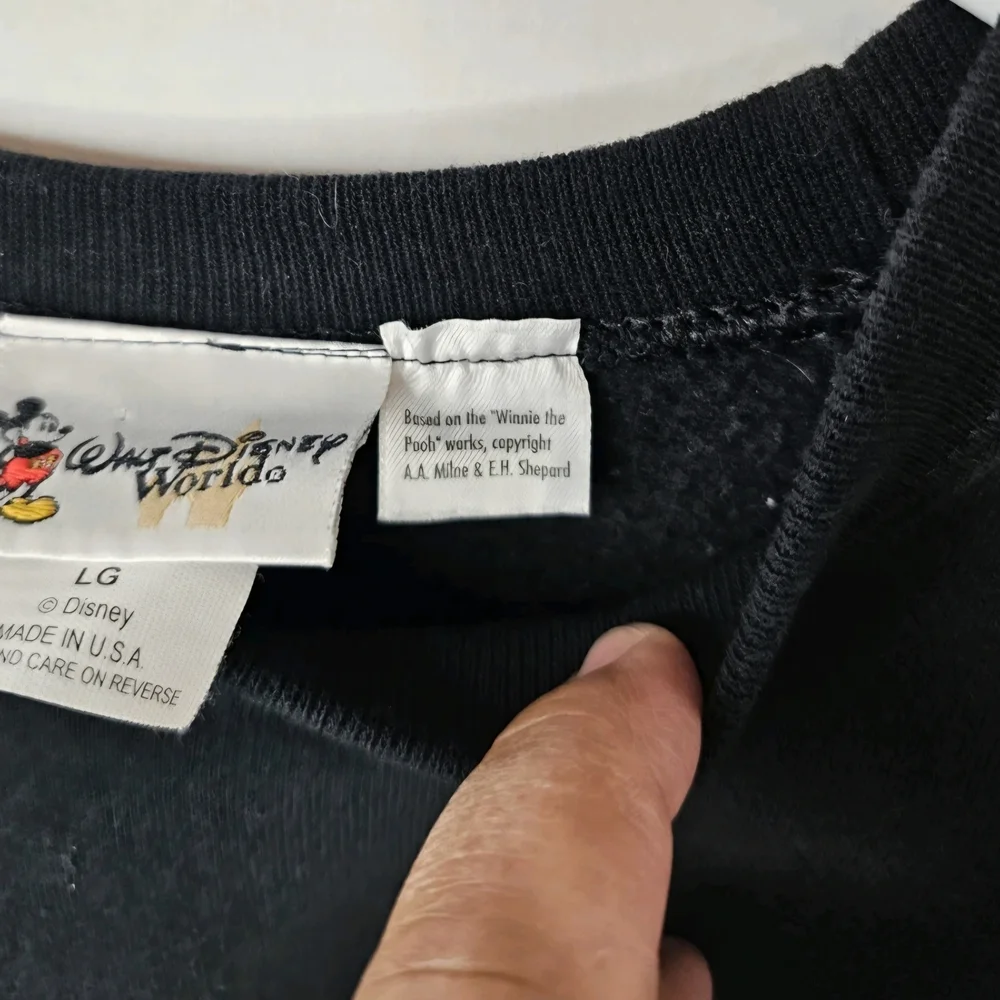 Walt Disney
World®
Based on the "Winnie the
Pooh" works, copyright
A.A. Milne & E.H. Shepard
LG
© Disney
MADE IN U.S.A.
CARE ON REVERSE